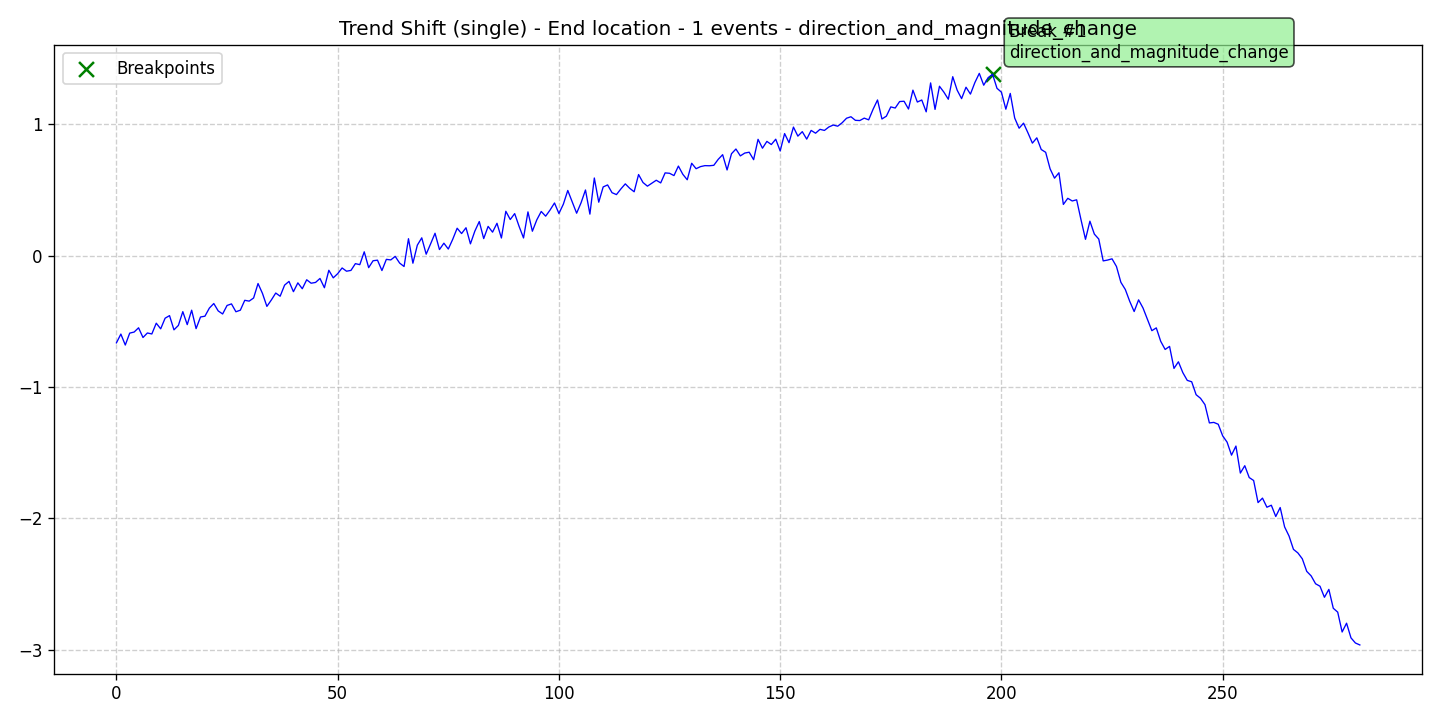 Trend Shift (single) - End location - 1 events - direction_and_magnitude_change
Break #1
direction_and_magnitude_change
Breakpoints
1
0
−1
−2
−3
0
50
100
150
200
250